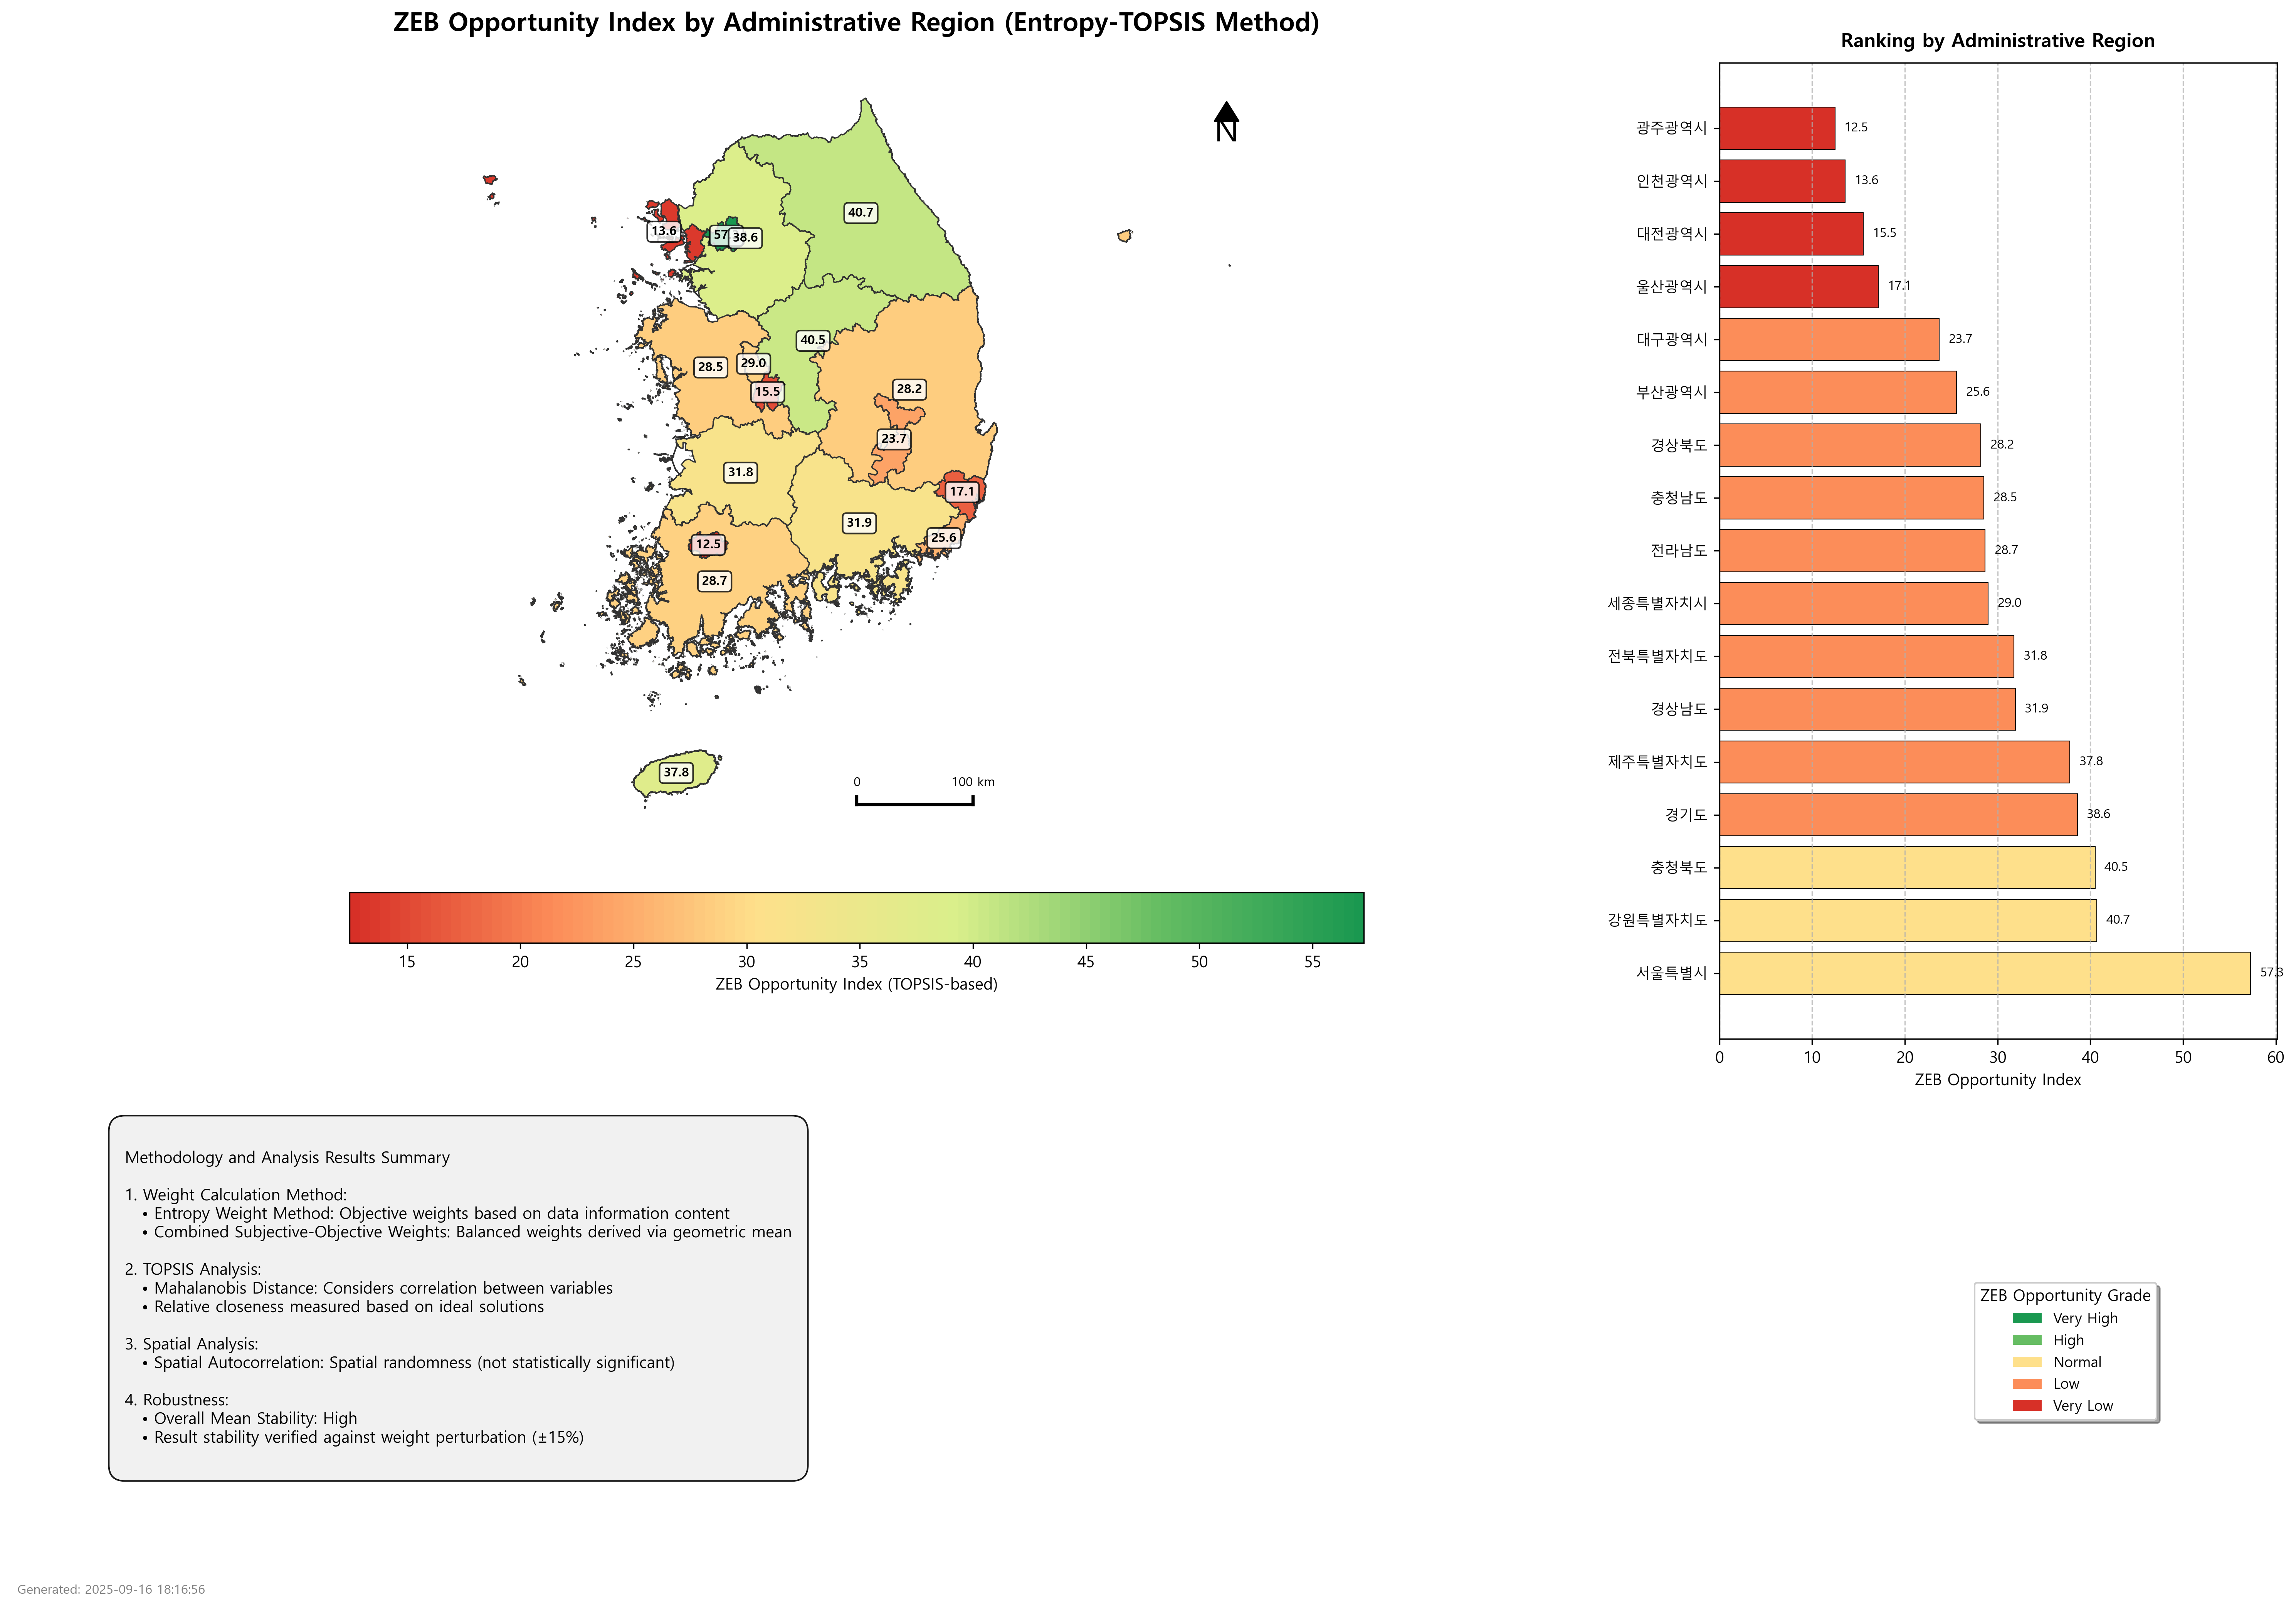 ZEB Opportunity Index by Administrative Region (Entropy-TOPSIS Method)
N
40.7
13.6
57
38.6
40.5
28.5
29.0
15.5
28.2
23.7
31.8
17.1
31.9
25.6
12.5
28.7
37.8
0 100 km
15 20 25 30 35 40 45 50 55
ZEB Opportunity Index (TOPSIS-based)
Ranking by Administrative Region
광주광역시 12.5
인천광역시 13.6
대전광역시 15.5
울산광역시 17.1
대구광역시 23.7
부산광역시 25.6
경상북도 28.2
충청남도 28.5
전라남도 28.7
세종특별자치시 29.0
전북특별자치도 31.8
경상남도 31.9
제주특별자치도 37.8
경기도 38.6
충청북도 40.5
강원특별자치도 40.7
서울특별시 57.3
0 10 20 30 40 50 60
ZEB Opportunity Index
Methodology and Analysis Results Summary
1. Weight Calculation Method:
• Entropy Weight Method: Objective weights based on data information content
• Combined Subjective-Objective Weights: Balanced weights derived via geometric mean
2. TOPSIS Analysis:
• Mahalanobis Distance: Considers correlation between variables
• Relative closeness measured based on ideal solutions
3. Spatial Analysis:
• Spatial Autocorrelation: Spatial randomness (not statistically significant)
4. Robustness:
• Overall Mean Stability: High
• Result stability verified against weight perturbation (±15%)
ZEB Opportunity Grade
Very High
High
Normal
Low
Very Low
Generated: 2025-09-16 18:16:56